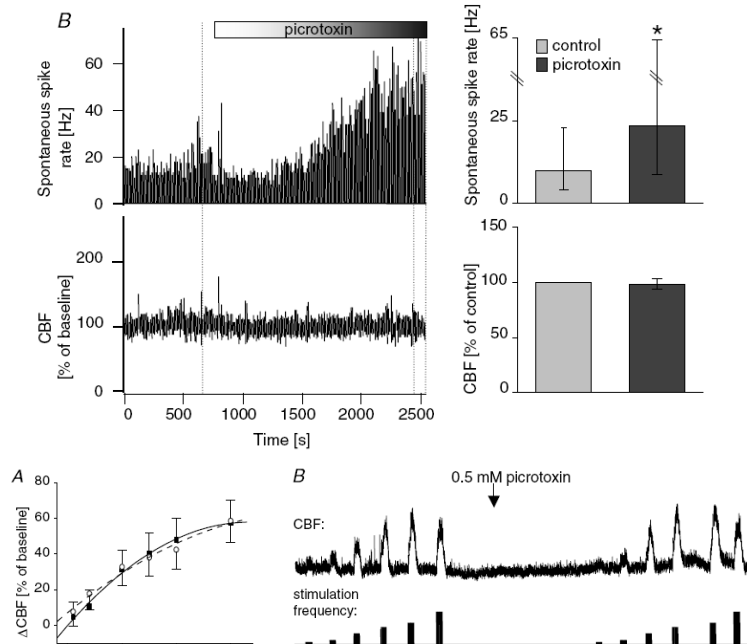 B
picrotoxin
Spontaneous spike
rate [Hz]
60
40
20
0
CBF
[% of baseline]
200
100
0
0 500 1000 1500 2000 2500
Time [s]
Spontaneous spike rate [Hz]
65
25
0
*
control
picrotoxin
CBF [% of control]
150
100
50
0
A
ΔCBF [% of baseline]
80
60
40
20
0
B
0.5 mM picrotoxin
CBF:
stimulation
frequency: